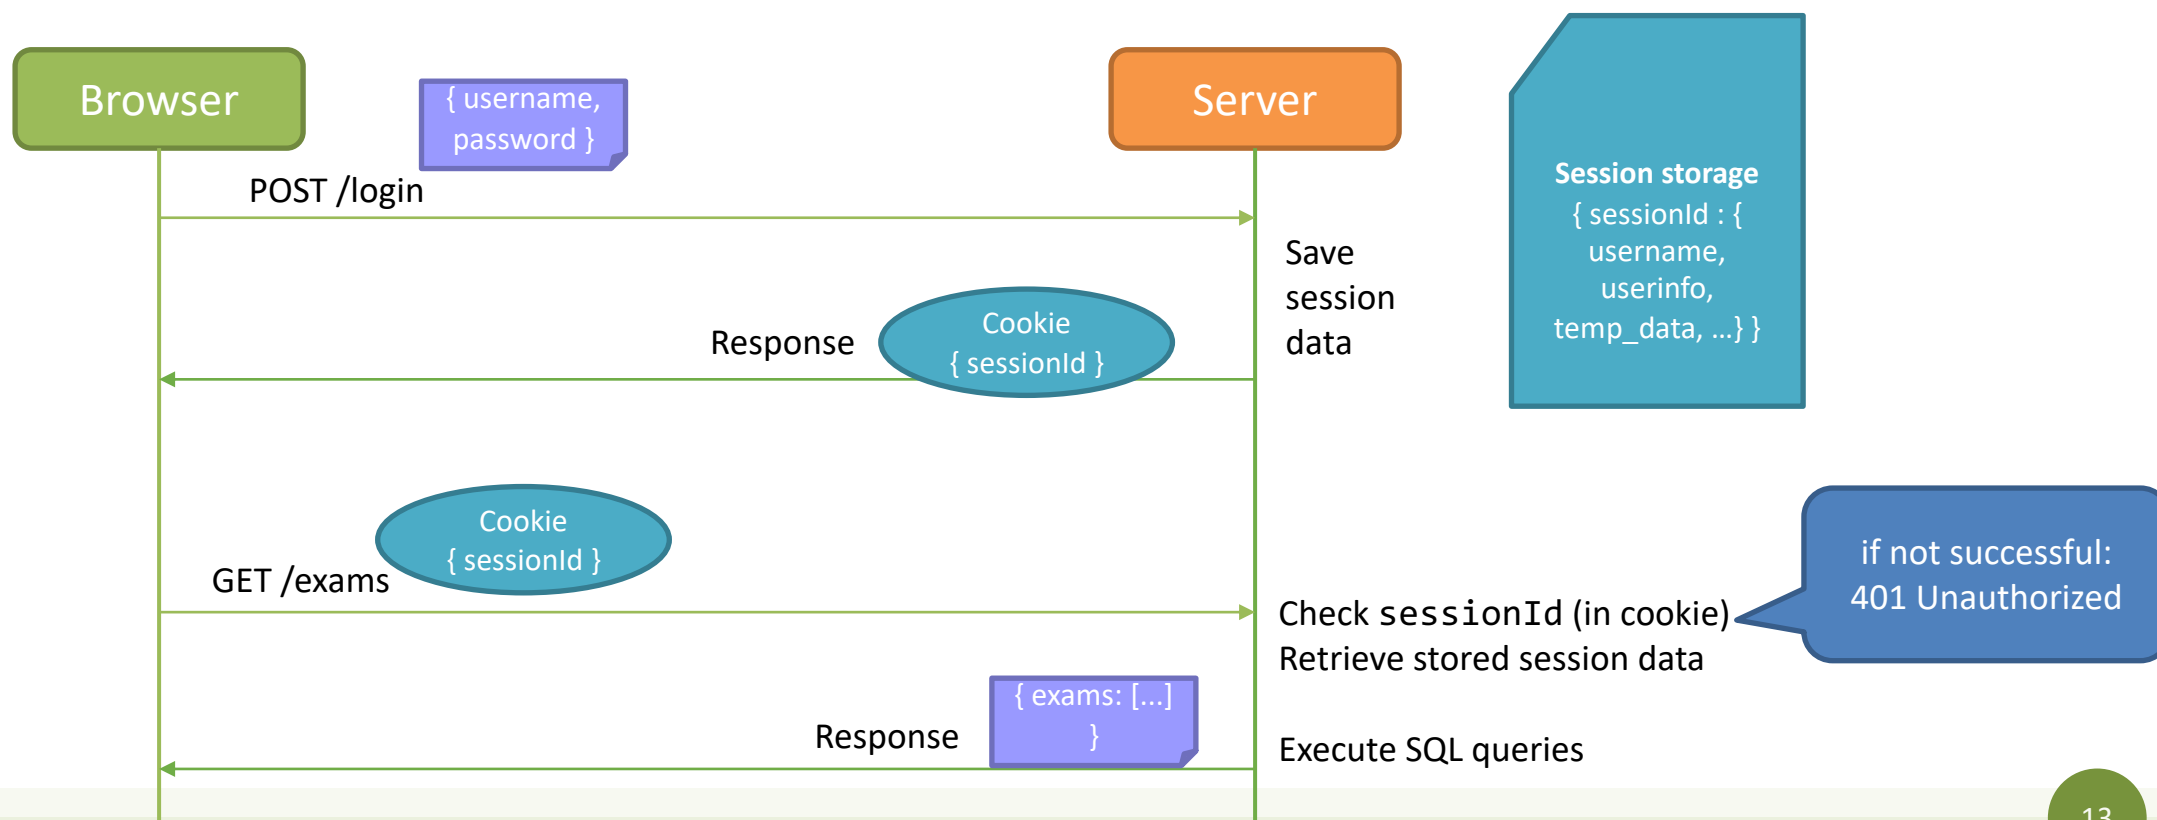 Browser
{ username,
password }
Server
POST /login
Session storage
{ sessionId : {
username,
userinfo,
temp_data, ...} }
Save
session
data
Response
Cookie
{ sessionId }
Cookie
{ sessionId }
GET /exams
if not successful:
401 Unauthorized
Check sessionId (in cookie)
Retrieve stored session data
{ exams: [...]
}
Response
Execute SQL queries
13